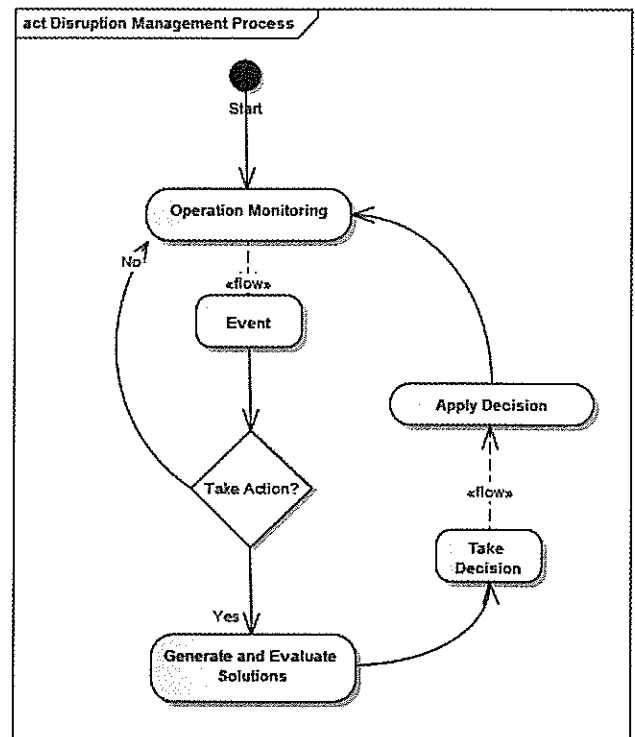 act Disruption Management Process
Start
Operation Monitoring
No
«flow»
Event
Apply Decision
Take Action?
«flow»
Take
Decision
Yes
Generate and Evaluate
Solutions